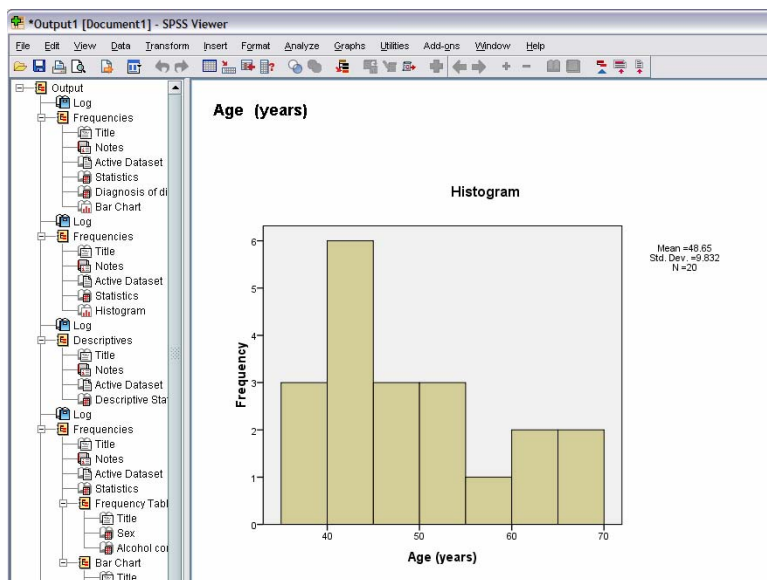 *Output1 [Document1] - SPSS Viewer
File Edit View Data Transform Insert Format Analyze Graphs Utilities Add-ons Window Help
Output
Log
Frequencies
Title
Notes
Active Dataset
Statistics
Diagnosis of di
Bar Chart
Log
Frequencies
Title
Notes
Active Dataset
Statistics
Histogram
Log
Descriptives
Title
Notes
Active Dataset
Descriptive Sta
Log
Frequencies
Title
Notes
Active Dataset
Statistics
Frequency Tabl
Title
Sex
Alcohol co
Bar Chart
Title
Age (years)
Histogram
Mean =48.65
Std. Dev. =9.832
N =20
Frequency
6
5
4
3
2
1
0
40 50 60 70
Age (years)